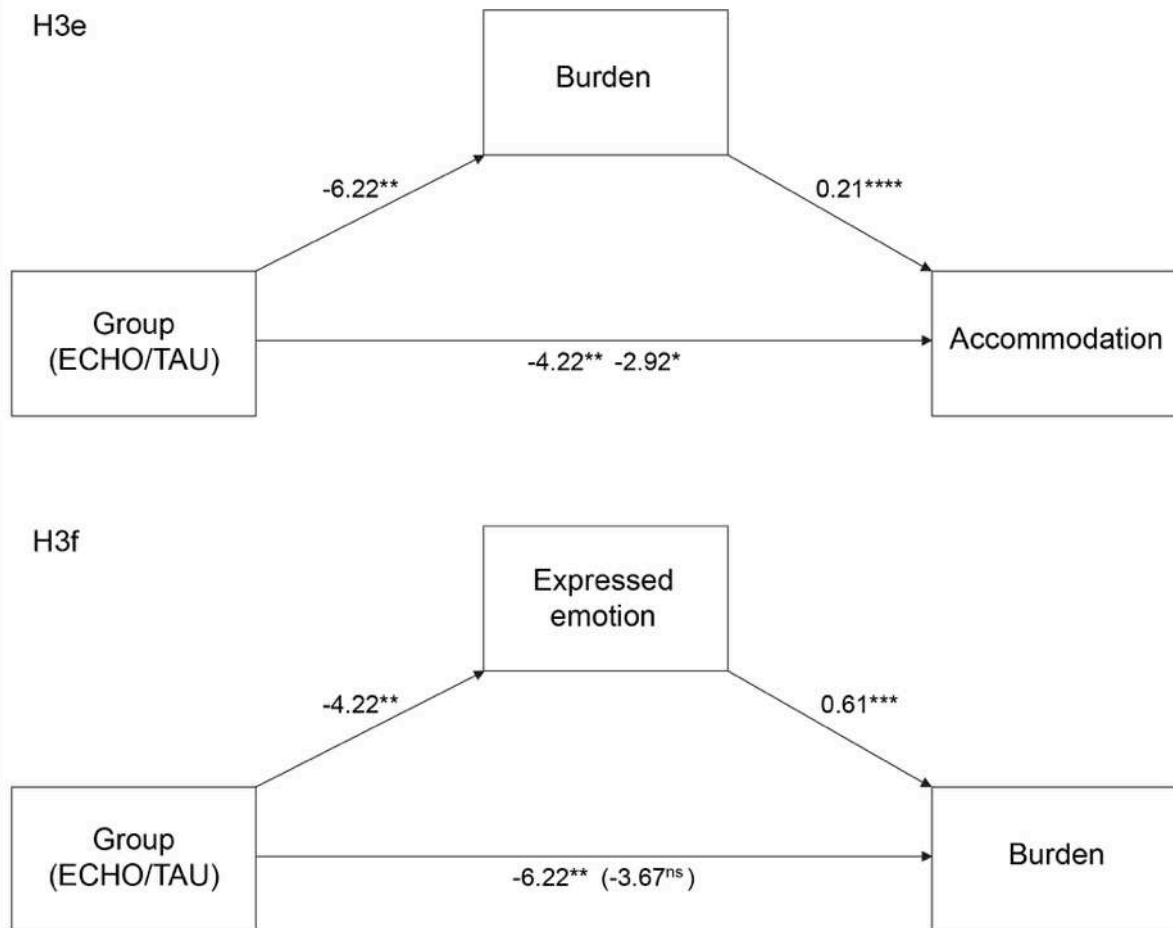 H3e
Burden
-6.22**
0.21****
Group
(ECHO/TAU)
Accommodation
-4.22** -2.92*
H3f
Expressed
emotion
-4.22**
0.61***
Group
(ECHO/TAU)
Burden
-6.22** (-3.67ns)